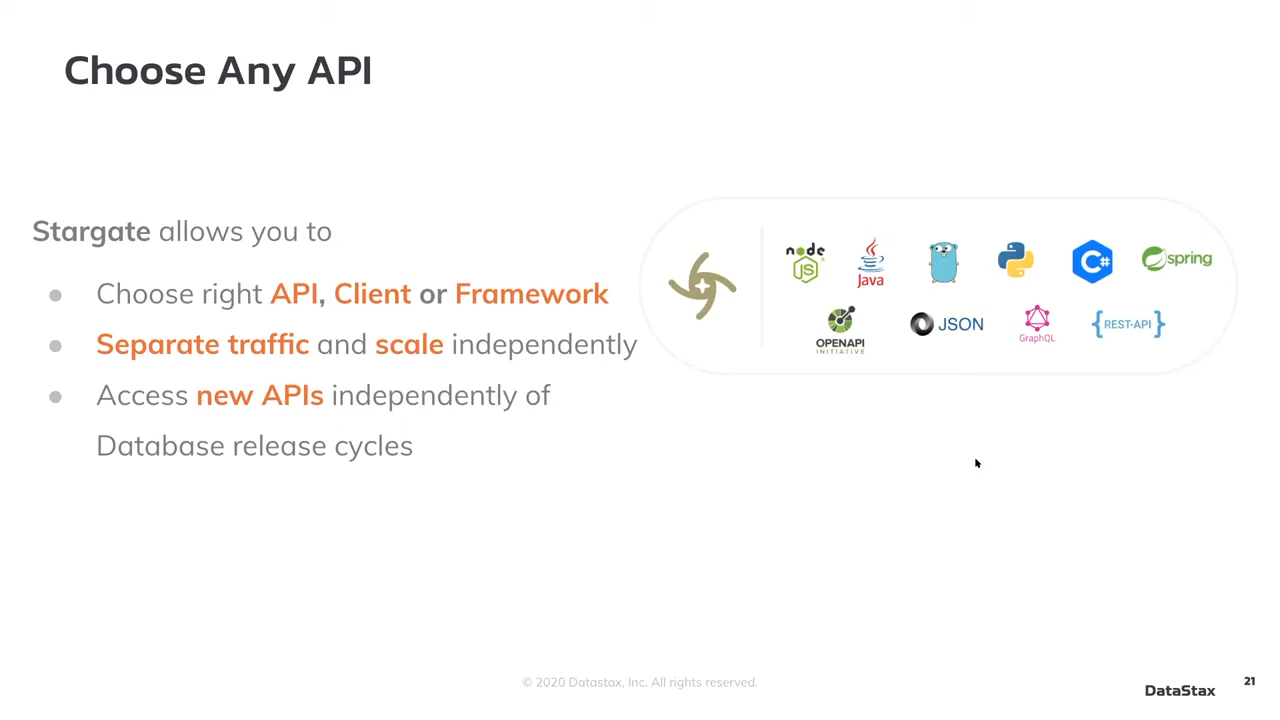 Choose Any API
Stargate allows you to
● Choose right API, Client or Framework
● Separate traffic and scale independently
● Access new APIs independently of
Database release cycles
node
JS
Java
C#
spring
OPENAPI
INITIATIVE
JSON
GraphQL
{REST-API}
© 2020 Datastax, Inc. All rights reserved.
DataStax
21